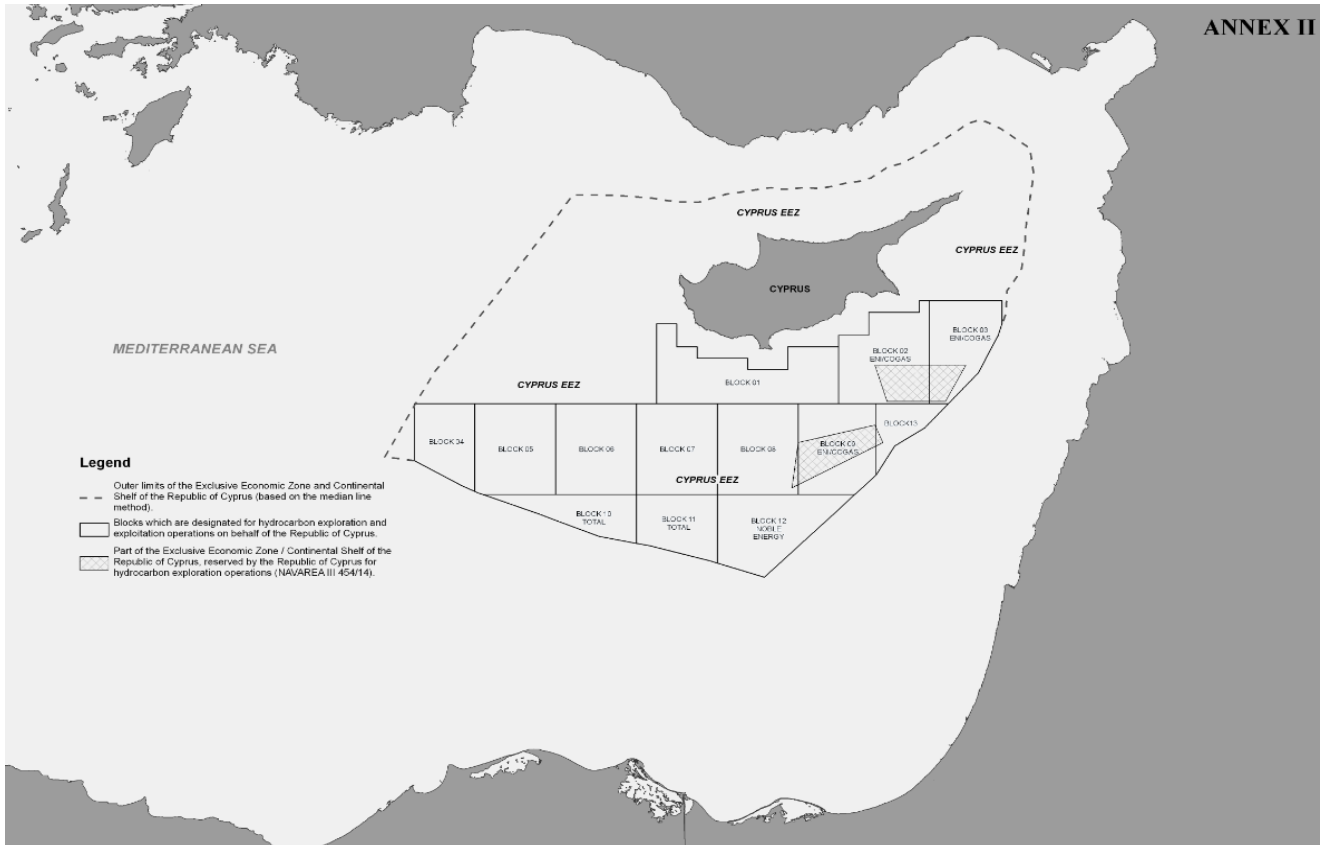 ANNEX II
CYPRUS EEZ
CYPRUS EEZ
CYPRUS
MEDITERRANEAN SEA
BLOCK 03
ENI/COGAS
BLOCK 02
ENI/COGAS
BLOCK 01
CYPRUS EEZ
BLOCK 04
BLOCK 05
BLOCK 06
BLOCK 07
BLOCK 08
BLOCK 09
ENI/COGAS
BLOCK13
CYPRUS EEZ
BLOCK 10
TOTAL
BLOCK 11
TOTAL
BLOCK 12
NOBLE
ENERGY
Legend
Outer limits of the Exclusive Economic Zone and Continental
Shelf of the Republic of Cyprus (based on the median line
method).
Blocks which are designated for hydrocarbon exploration and
exploitation operations on behalf of the Republic of Cyprus.
Part of the Exclusive Economic Zone / Continental Shelf of the
Republic of Cyprus, reserved by the Republic of Cyprus for
hydrocarbon exploration operations (NAVAREA III 454/14).